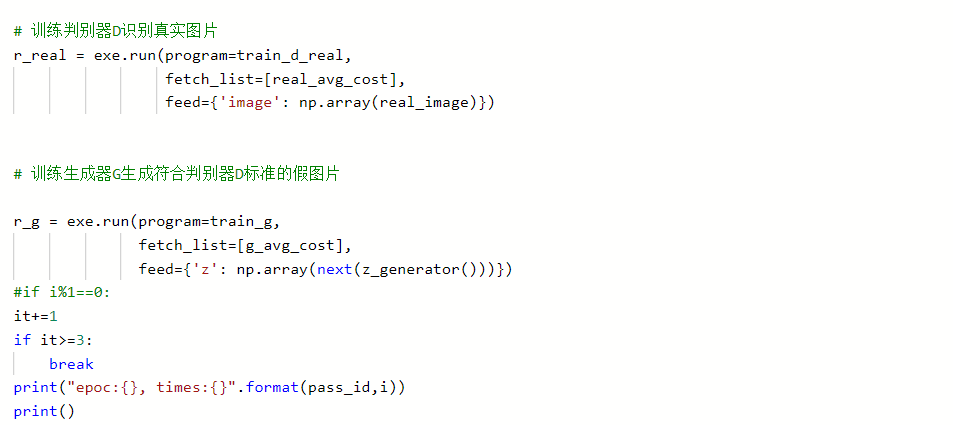 # 训练判别器D识别真实图片
r_real = exe.run(program=train_d_real,
fetch_list=[real_avg_cost],
feed={'image': np.array(real_image)})
# 训练生成器G生成符合判别器D标准的假图片
r_g = exe.run(program=train_g,
fetch_list=[g_avg_cost],
feed={'z': np.array(next(z_generator()))})
#if i%1==0:
it+=1
if it>=3:
break
print("epoc:{}, times:{}".format(pass_id,i))
print()